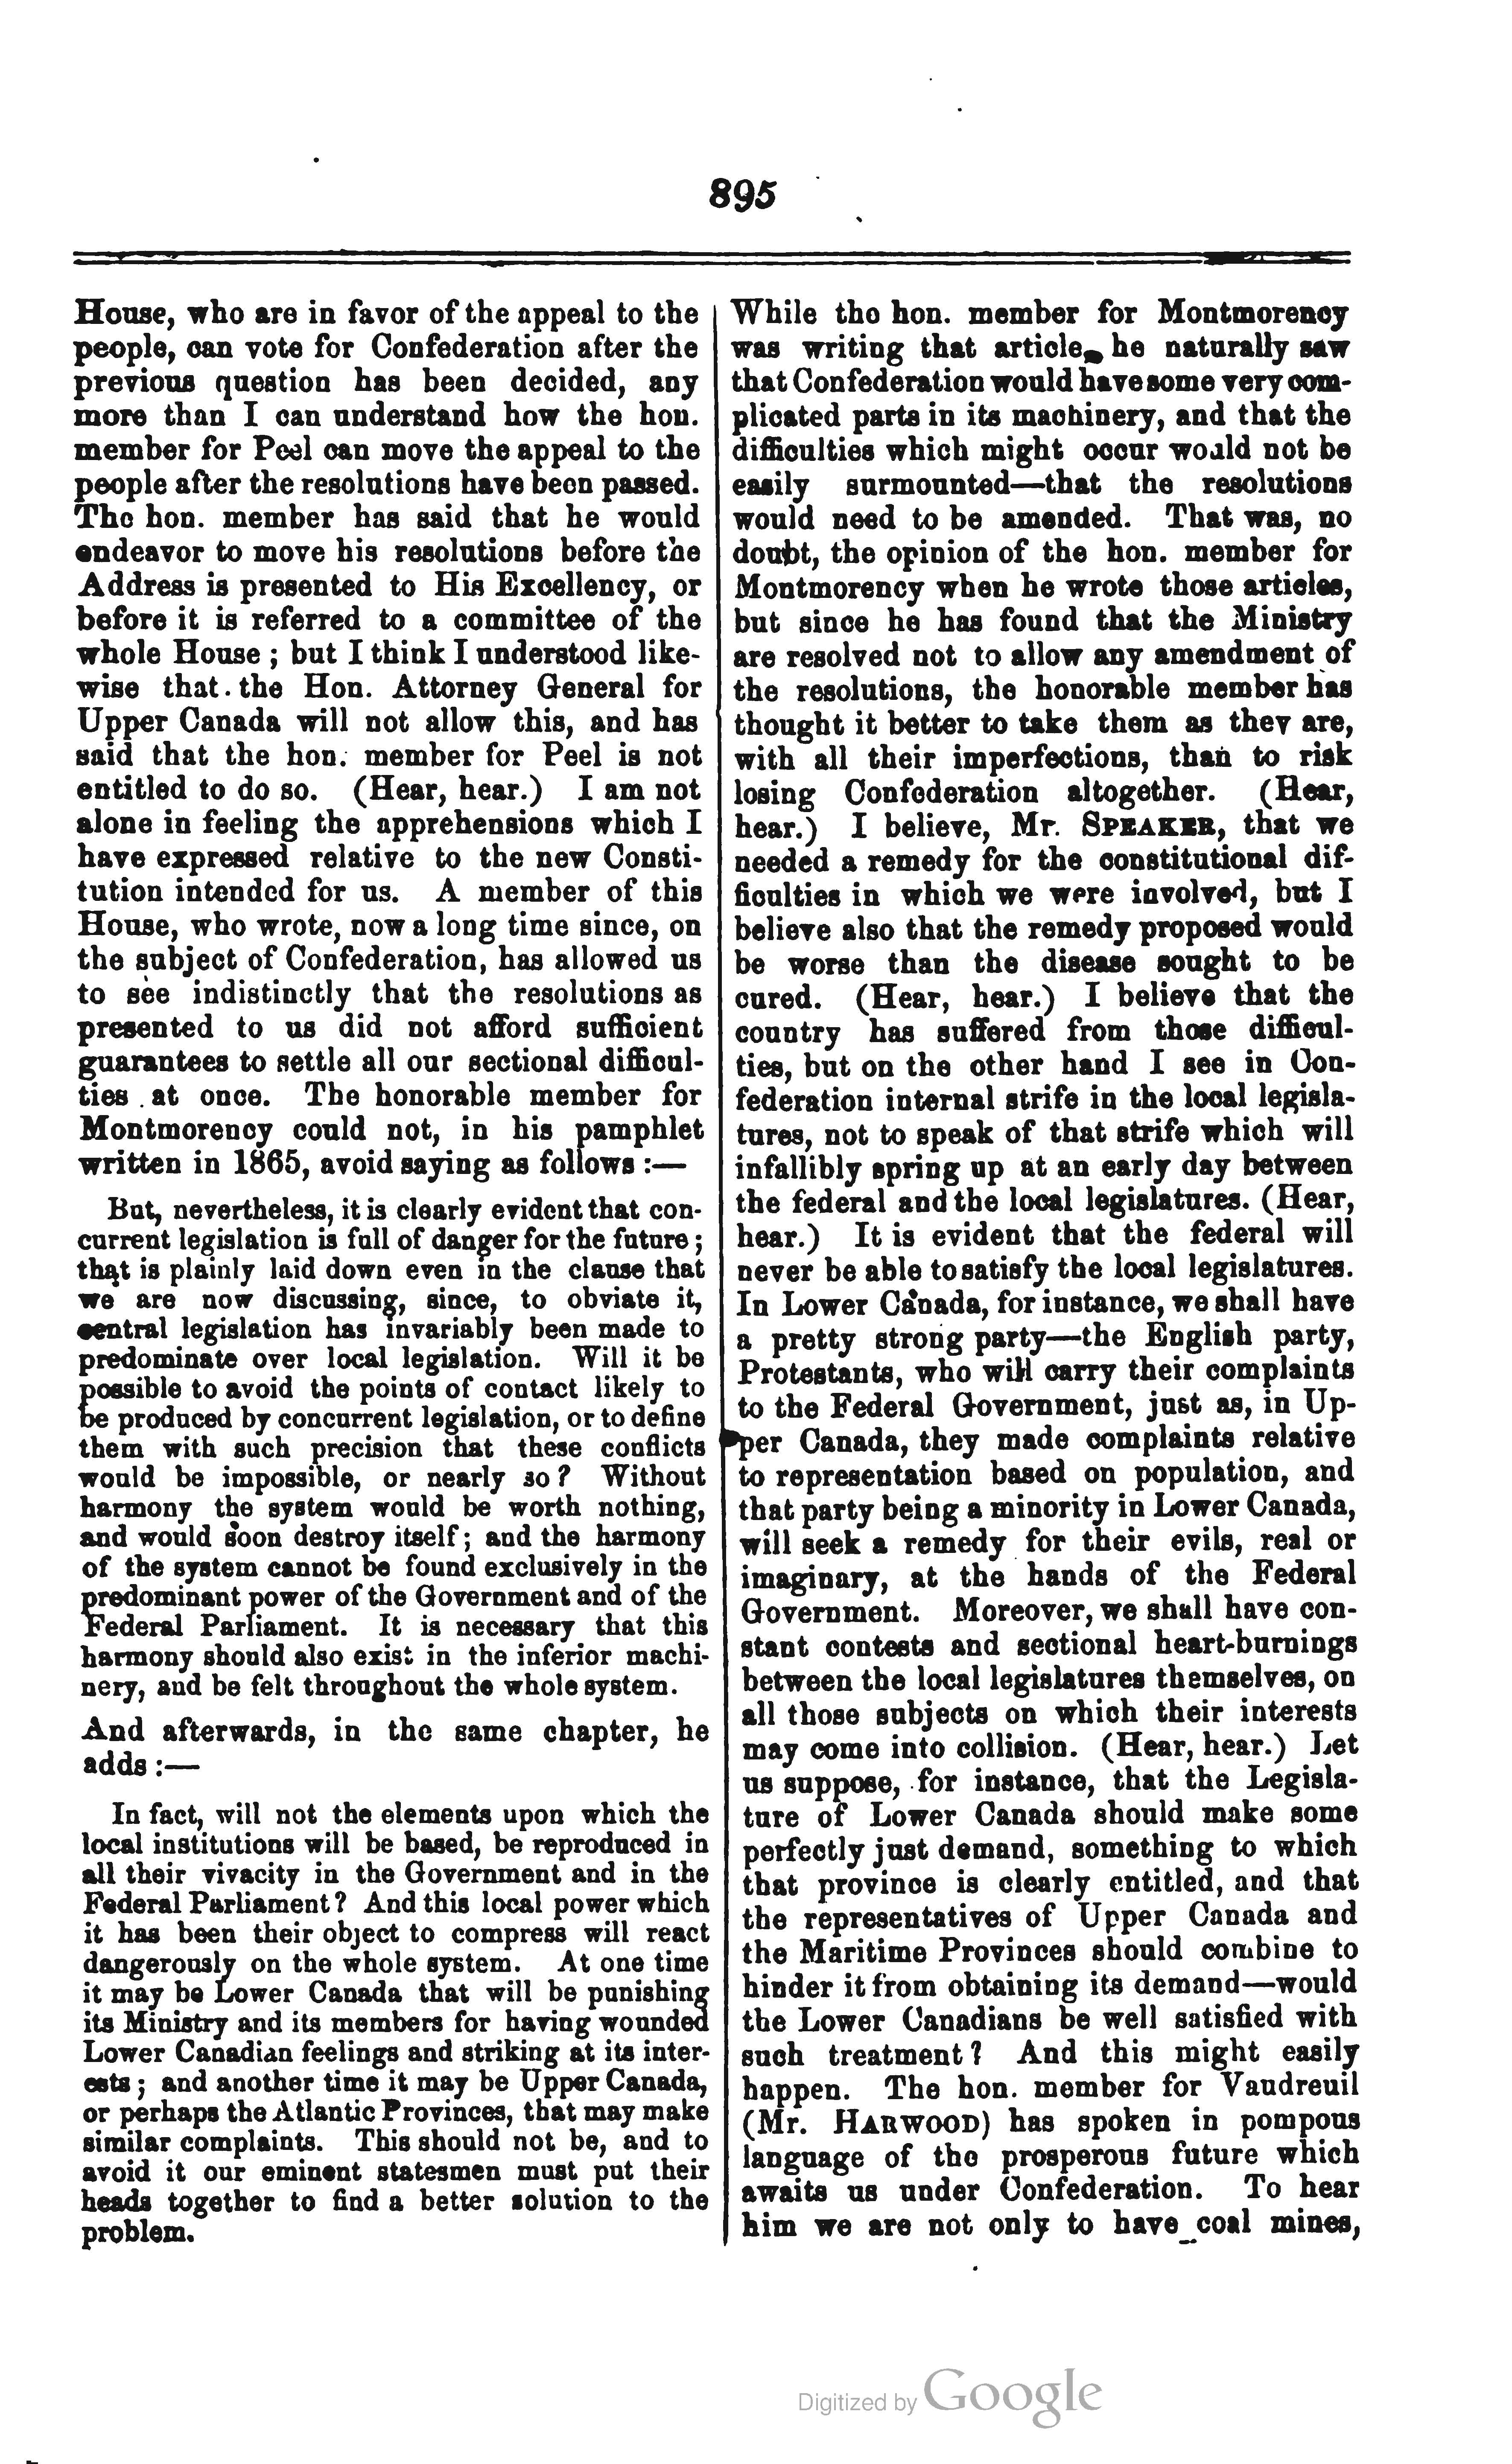 895
House, who are in favor of the appeal to the
people, can vote for Confederation after the
previous question has been decided, any
more than I can understand how the hon.
member for Peel can move the appeal to the
people after the resolutions have been passed.
The hon. member has said that he would
endeavor to move his resolutions before the
Address is presented to His Excellency, or
before it is referred to a committee of the
whole House ; but I think I understood like-
wise that the Hon. Attorney General for
Upper Canada will not allow this, and has
said that the hon. member for Peel is not
entitled to do so. (Hear, hear.) I am not
alone in feeling the apprehensions which I
have expressed relative to the new Consti-
tution intended for us. A member of this
House, who wrote, now a long time since, on
the subject of Confederation, has allowed us
to see indistinctly that the resolutions as
presented to us did not afford sufficient
guarantees to settle all our sectional difficul-
ties at once. The honorable member for
Montmorency could not, in his pamphlet
written in 1865, avoid saying as follows :—
But, nevertheless, it is clearly evident that con-
current legislation is full of danger for the future ;
that is plainly laid down even in the clause that
we are now discussing, since, to obviate it,
central legislation has invariably been made to
predominate over local legislation. Will it be
possible to avoid the points of contact likely to
be produced by concurrent legislation, or to define
them with such precision that these conflicts
would be impossible, or nearly so ? Without
harmony the system would be worth nothing,
and would soon destroy itself ; and the harmony
of the system cannot be found exclusively in the
predominant power of the Government and of the
Federal Parliament. It is necessary that this
harmony should also exist in the inferior machi-
nery, and be felt throughout the whole system.
And afterwards, in the same chapter, he
adds :—
In fact, will not the elements upon which the
local institutions will be based, be reproduced in
all their vivacity in the Government and in the
Federal Parliament ? And this local power which
it has been their object to compress will react
dangerously on the whole system. At one time
it may be Lower Canada that will be punishing
its Ministry and its members for having wounded
Lower Canadian feelings and striking at its inter-
ests ; and another time it may be Upper Canada,
or perhaps the Atlantic Provinces, that may make
similar complaints. This should not be, and to
avoid it our eminent statesmen must put their
heads together to find a better solution to the
problem.
While the hon. member for Montmorency
was writing that article, he naturally saw
that Confederation would have some very com-
plicated parts in its machinery, and that the
difficulties which might occur would not be
easily surmounted—that the resolutions
would need to be amended. That was, no
doubt, the opinion of the hon. member for
Montmorency when he wrote those articles,
but since he has found that the Ministry
are resolved not to allow any amendment of
the resolutions, the honorable member has
thought it better to take them as they are,
with all their imperfections, than to risk
losing Confederation altogether. (Hear,
hear.) I believe, Mr. SPEAKER, that we
needed a remedy for the constitutional dif-
ficulties in which we were involved, but I
believe also that the remedy proposed would
be worse than the disease sought to be
cured. (Hear, hear.) I believe that the
country has suffered from those difficul-
ties, but on the other hand I see in Con-
federation internal strife in the local legisla-
tures, not to speak of that strife which will
infallibly spring up at an early day between
the federal and the local legislatures. (Hear,
hear.) It is evident that the federal will
never be able to satisfy the local legislatures.
In Lower Canada, for instance, we shall have
a pretty strong party—the English party,
Protestants, who will carry their complaints
to the Federal Government, just as, in Up-
per Canada, they made complaints relative
to representation based on population, and
that party being a minority in Lower Canada,
will seek a remedy for their evils, real or
imaginary, at the hands of the Federal
Government. Moreover, we shall have con-
stant contests and sectional heart-burnings
between the local legislatures themselves, on
all those subjects on which their interests
may come into collision. (Hear, hear.) Let
us suppose, for instance, that the Legisla-
ture of Lower Canada should make some
perfectly just demand, something to which
that province is clearly entitled, and that
the representatives of Upper Canada and
the Maritime Provinces should combine to
hinder it from obtaining its demand—would
the Lower Canadians be well satisfied with
such treatment ? And this might easily
happen. The hon. member for Vaudreuil
(Mr. HARWOOD) has spoken in pompous
language of the prosperous future which
awaits us under Confederation. To hear
him we are not only to have coal mines,
Digitized by Google